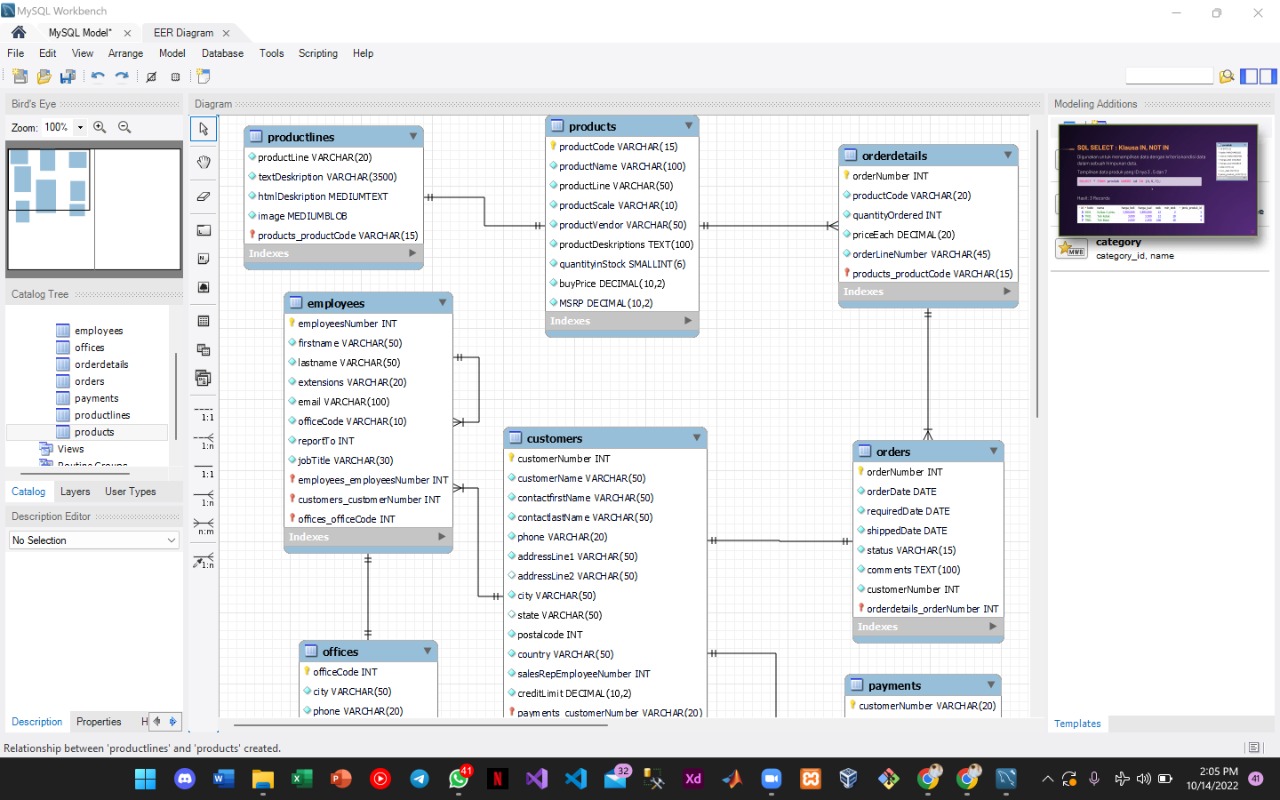 MySQL Workbench
MySQL Model*
EER Diagram
File Edit View Arrange Model Database Tools Scripting Help
Bird's Eye
Zoom: 100%
Catalog Tree
employees
offices
orderdetails
orders
payments
productlines
products
Views
Routine Groups
Catalog Layers User Types
Description Editor
No Selection
Description Properties H
Relationship between 'productlines' and 'products' created.
1:1
1:n
1:1
1:n
n:m
1:n
Diagram
productlines
productLine VARCHAR(20)
textDeskription VARCHAR(3500)
htmlDeskription MEDIUMTEXT
image MEDIUMBLOB
products_productCode VARCHAR(15)
Indexes
products
productCode VARCHAR(15)
productName VARCHAR(100)
productLine VARCHAR(50)
productScale VARCHAR(10)
productVendor VARCHAR(50)
productDeskriptions TEXT(100)
quantityinStock SMALLINT(6)
buyPrice DECIMAL(10,2)
MSRP DECIMAL(10,2)
Indexes
orderdetails
orderNumber INT
productCode VARCHAR(20)
quantityOrdered INT
priceEach DECIMAL(20)
orderLineNumber VARCHAR(45)
products_productCode VARCHAR(15)
Indexes
employees
employeesNumber INT
firstname VARCHAR(50)
lastname VARCHAR(50)
extensions VARCHAR(20)
email VARCHAR(100)
officeCode VARCHAR(10)
reportTo INT
jobTitle VARCHAR(30)
employees_employeesNumber INT
customers_customerNumber INT
offices_officeCode INT
Indexes
customers
customerNumber INT
customerName VARCHAR(50)
contactfirstName VARCHAR(50)
contactlastName VARCHAR(50)
phone VARCHAR(20)
addressLine1 VARCHAR(50)
addressLine2 VARCHAR(50)
city VARCHAR(50)
state VARCHAR(50)
postalcode INT
country VARCHAR(50)
salesRepEmployeeNumber INT
creditLimit DECIMAL(10,2)
payments_customerNumber VARCHAR(20)
orders
orderNumber INT
orderDate DATE
requiredDate DATE
shippedDate DATE
status VARCHAR(15)
comments TEXT(100)
customerNumber INT
orderdetails_orderNumber INT
Indexes
offices
officeCode INT
city VARCHAR(50)
phone VARCHAR(20)
payments
customerNumber VARCHAR(20)
Modeling Additions
SQL SELECT : Klausa IN, NOT IN
category
category_id, name
Templates
41
32
2:05 PM
10/14/2022
41